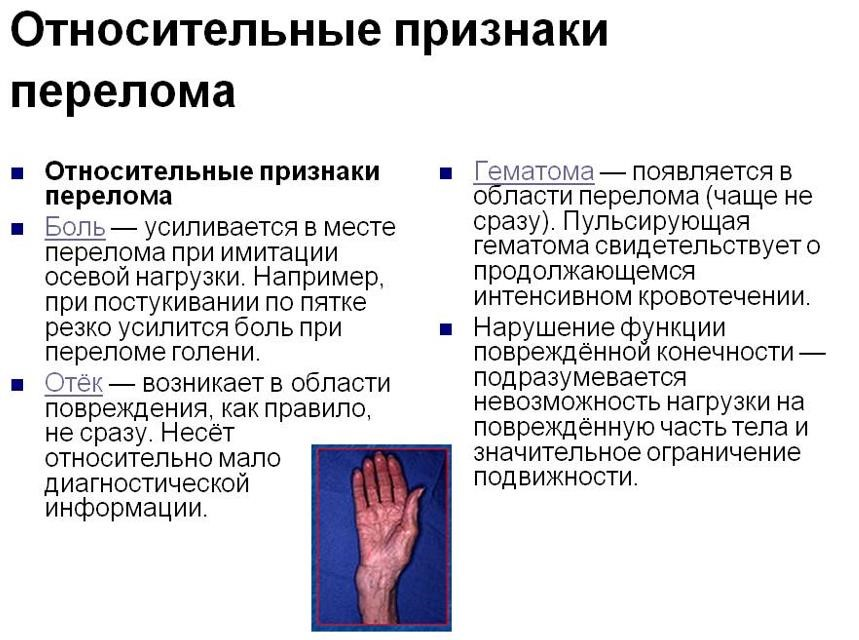 Относительные признаки
перелома
Относительные признаки
перелома
Боль — усиливается в месте
перелома при имитации
осевой нагрузки. Например,
при постукивании по пятке
резко усилится боль при
переломе голени.
Отёк — возникает в области
повреждения, как правило,
не сразу. Несёт
относительно мало
диагностической
информации.
Гематома — появляется в
области перелома (чаще не
сразу). Пульсирующая
гематома свидетельствует о
продолжающемся
интенсивном кровотечении.
Нарушение функции
повреждённой конечности —
подразумевается
невозможность нагрузки на
повреждённую часть тела и
значительное ограничение
подвижности.